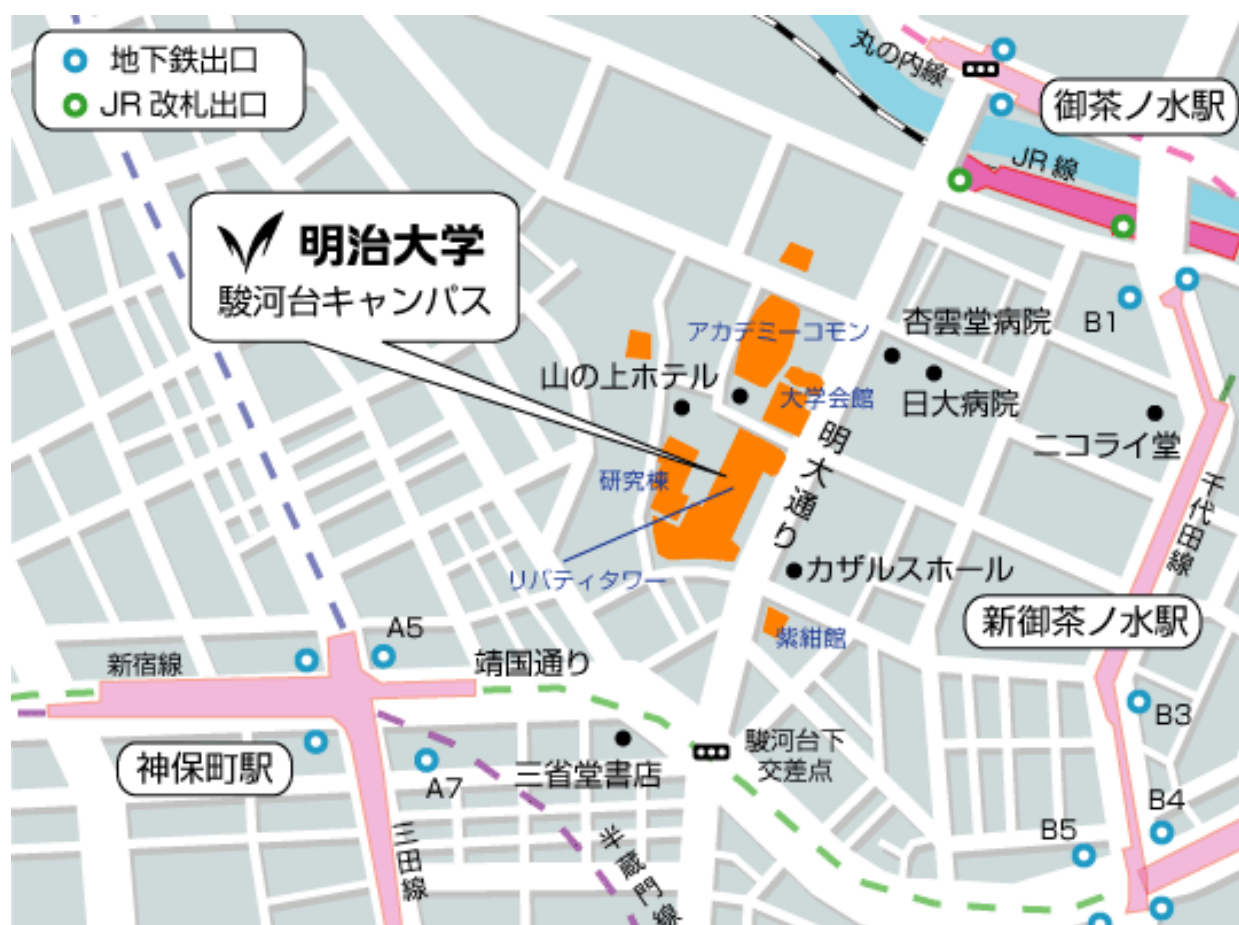 地下鉄出口
JR 改札出口
丸の内線
御茶ノ水駅
JR 線
明治大学
駿河台キャンパス
アカデミーコモン
杏雲堂病院
B1
山の上ホテル
大学会館
日大病院
ニコライ堂
明大通り
研究棟
千代田線
リバティタワー
カザルスホール
紫紺館
新御茶ノ水駅
A5
新宿線
靖国通り
B3
神保町駅
A7
三省堂書店
駿河台下
交差点
B4
B5
三田線
半蔵門線